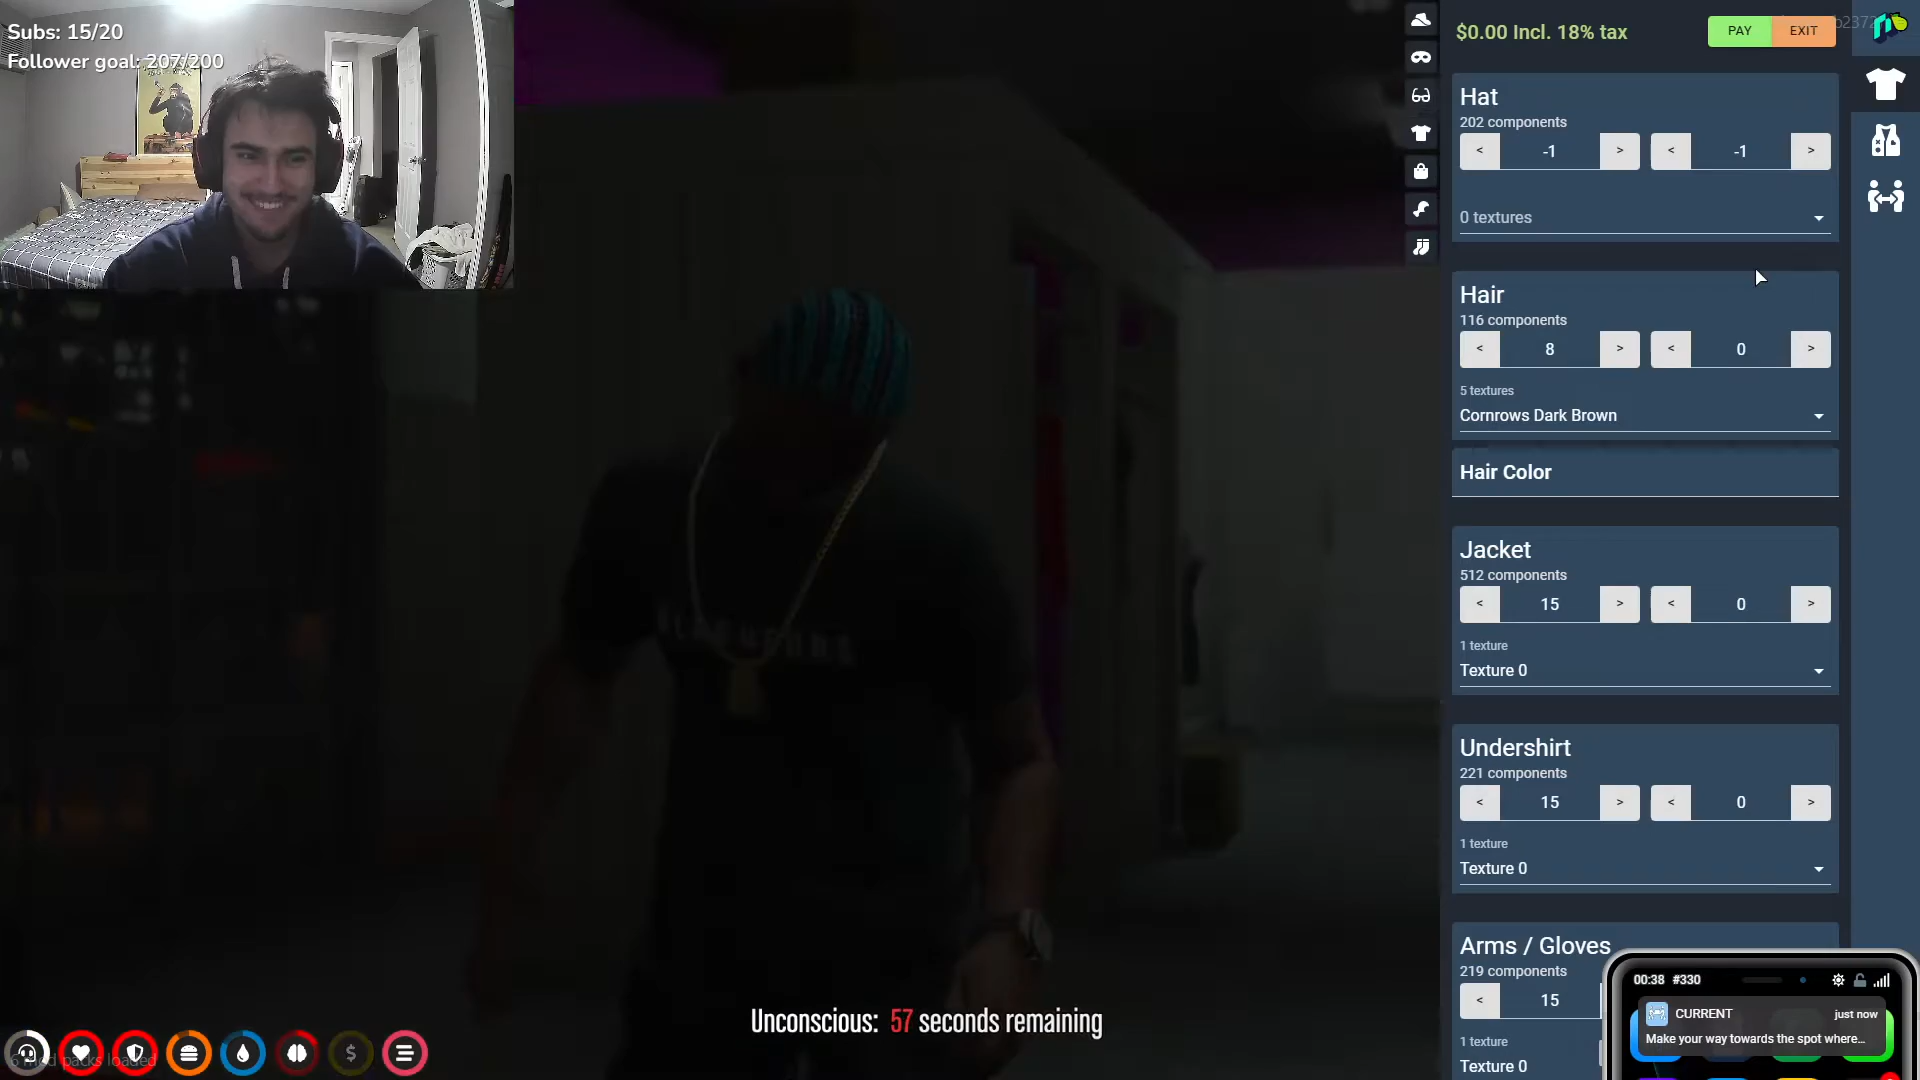 Subs: 15/20
Follower goal: 207/200
$0.00 Incl. 18% tax
PAY
EXIT
Hat
202 components
< -1 > < -1 >
0 textures
Hair
116 components
< 8 > < 0 >
5 textures
Cornrows Dark Brown
Hair Color
Jacket
512 components
< 15 > < 0 >
1 texture
Texture 0
Undershirt
221 components
< 15 > < 0 >
1 texture
Texture 0
Arms / Gloves
219 components
< 15
1 texture
Texture 0
00:38 #330
CURRENT just now
Make your way towards the spot where...
Unconscious: 57 seconds remaining
mod packs loaded